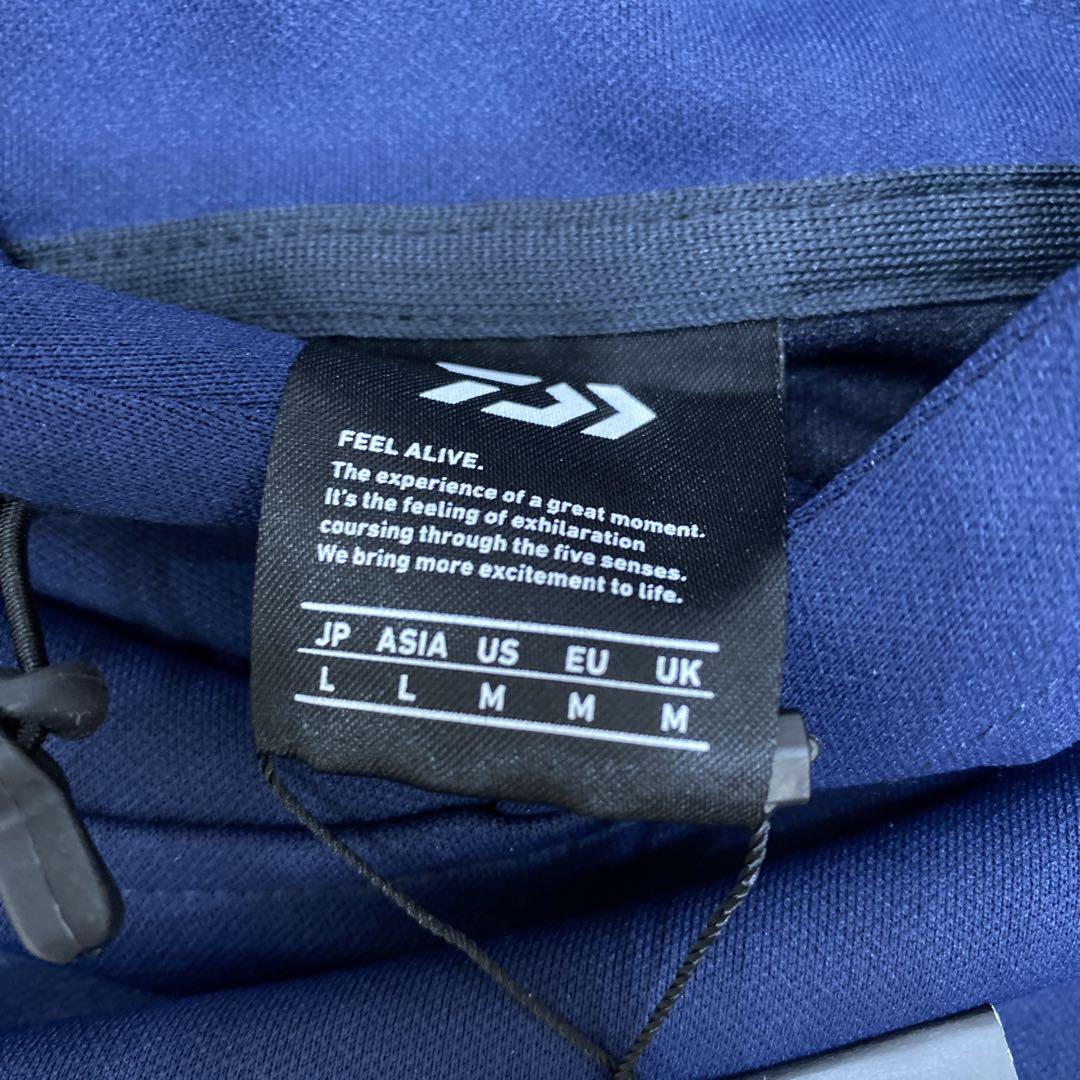 FEEL ALIVE.
The experience of a great moment.
It's the feeling of exhilaration
coursing through the five senses.
We bring more excitement to life.
JP ASIA US EU UK
L L M M M